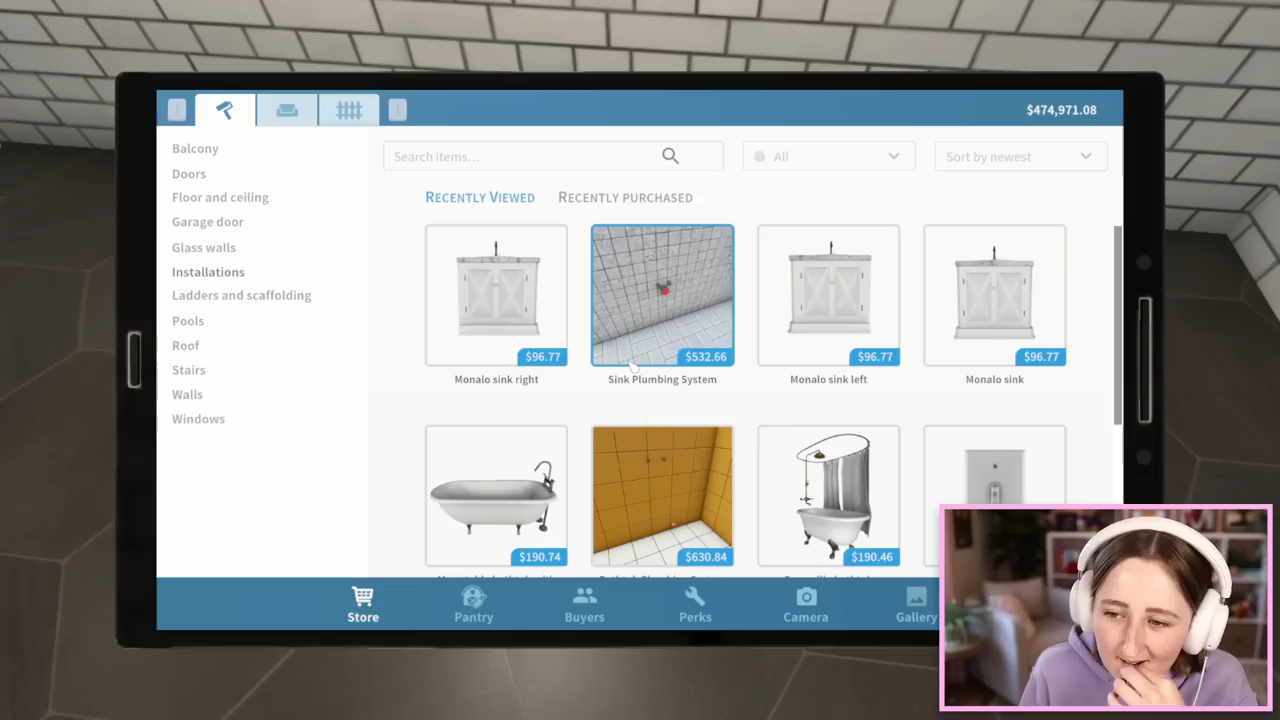 $474,971.08
Balcony
Doors
Floor and ceiling
Garage door
Glass walls
Installations
Ladders and scaffolding
Pools
Roof
Stairs
Walls
Windows
Search items...
All
Sort by newest
RECENTLY VIEWED
RECENTLY PURCHASED
$96.77
$532.66
$96.77
$96.77
Monalo sink right
Sink Plumbing System
Monalo sink left
Monalo sink
$190.74
$630.84
$190.46
Store
Pantry
Buyers
Perks
Camera
Gallery